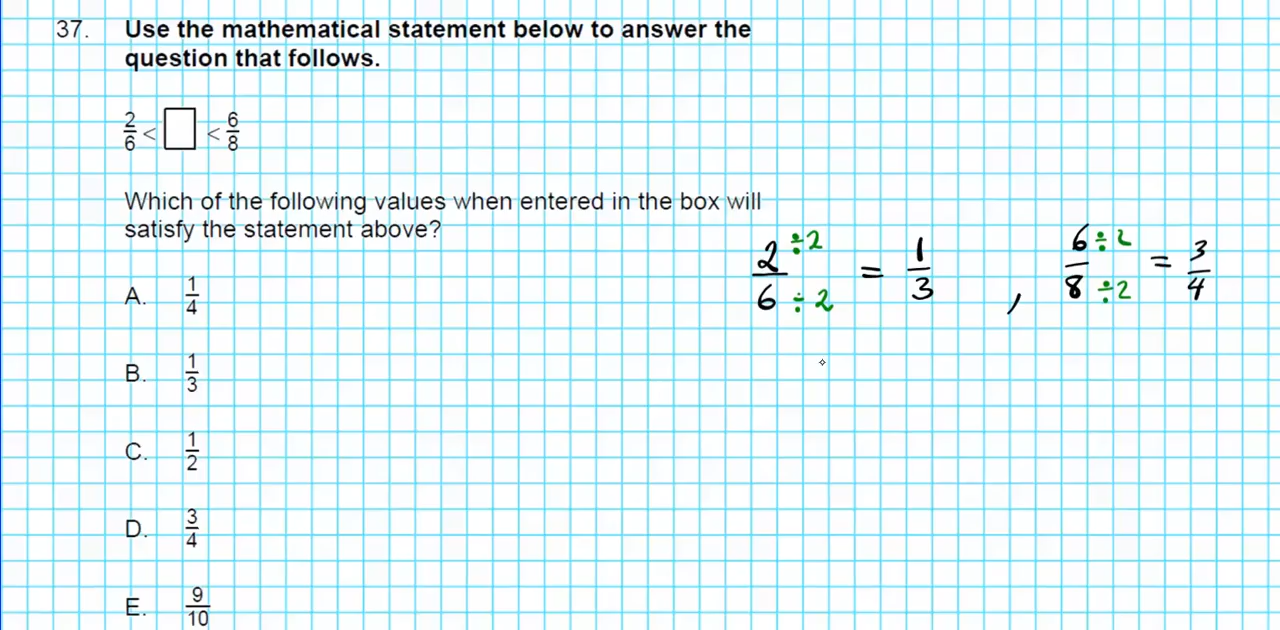 37. Use the mathematical statement below to answer the
question that follows.
2/6 < □ < 6/8
Which of the following values when entered in the box will
satisfy the statement above?
2 ÷2 / 6 ÷2 = 1/3 , 6 ÷2 / 8 ÷2 = 3/4
A. 1/4
B. 1/3
C. 1/2
D. 3/4
E. 9/10